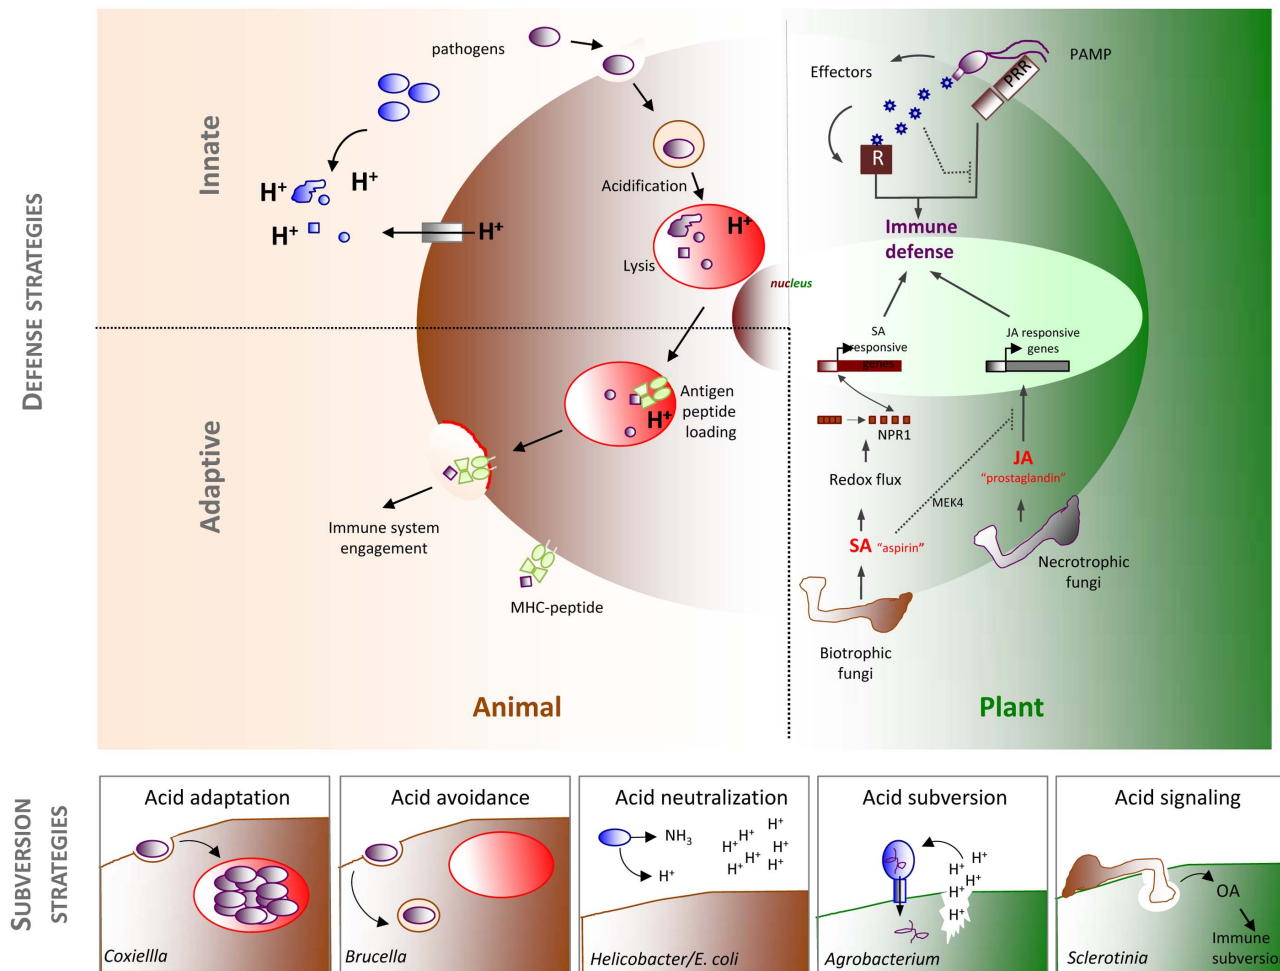 DEFENSE STRATEGIES
Innate
Adaptive
pathogens
H+
H+
H+
H+
Acidification
H+
Lysis
nucleus
Antigen
peptide
loading
H+
Immune system
engagement
MHC-peptide
Animal
PAMP
PRR
Effectors
R
Immune
defense
SA
responsive
genes
JA responsive
genes
NPR1
Redox flux
JA
"prostaglandin"
MEK4
SA "aspirin"
Necrotrophic
fungi
Biotrophic
fungi
Plant
SUBVERSION
STRATEGIES
Acid adaptation
Coxiellla
Acid avoidance
Brucella
Acid neutralization
NH3
H+
H+
H+
H+
H+
H+
H+
H+
Helicobacter/E. coli
Acid subversion
H+
H+
H+
H+
H+
Agrobacterium
Acid signaling
OA
Immune
subversio
Sclerotinia